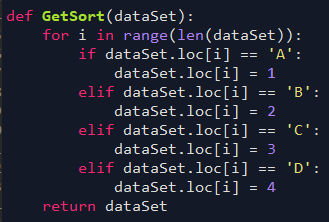 def GetSort(dataSet):
    for i in range(len(dataSet)):
        if dataSet.loc[i] == 'A':
            dataSet.loc[i] = 1
        elif dataSet.loc[i] == 'B':
            dataSet.loc[i] = 2
        elif dataSet.loc[i] == 'C':
            dataSet.loc[i] = 3
        elif dataSet.loc[i] == 'D':
            dataSet.loc[i] = 4
    return dataSet